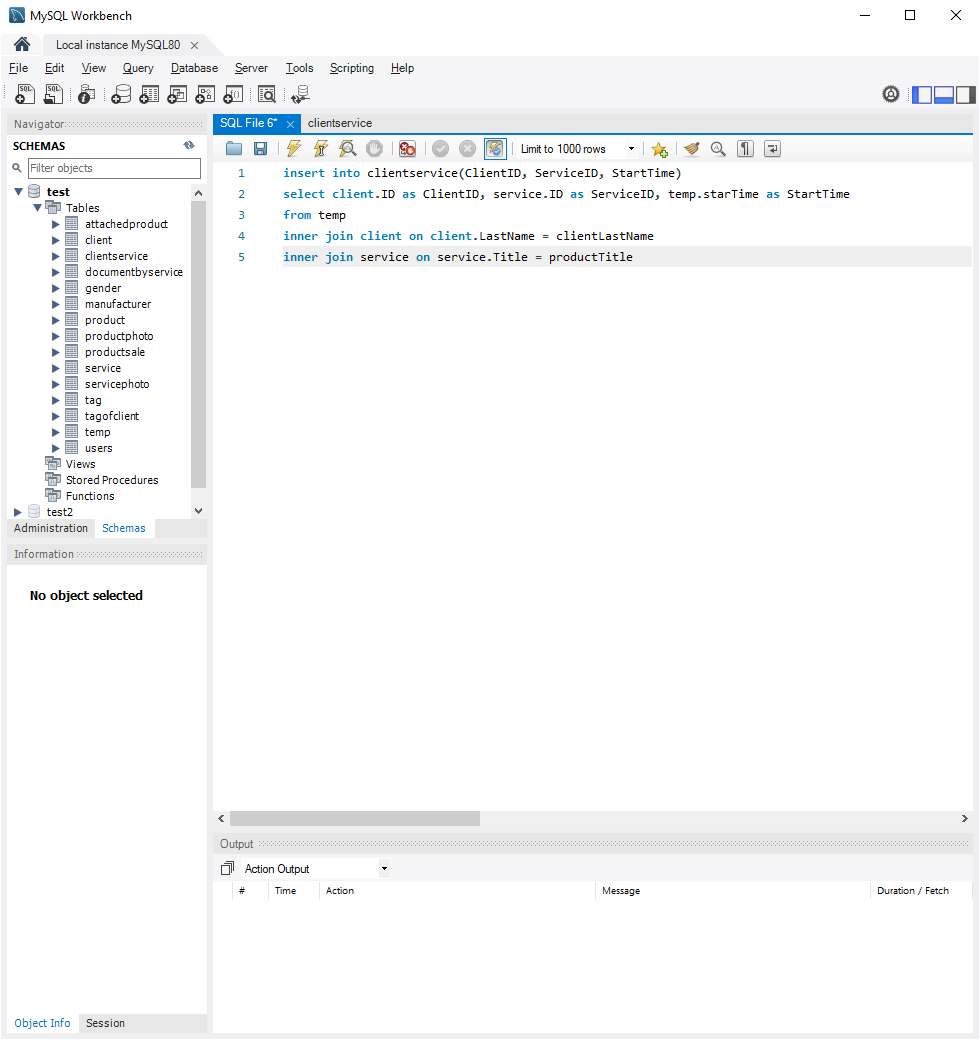 MySQL Workbench
Local instance MySQL80
File Edit View Query Database Server Tools Scripting Help
Navigator
SCHEMAS
Filter objects
test
Tables
attachedproduct
client
clientservice
documentbyservice
gender
manufacturer
product
productphoto
productsale
service
servicephoto
tag
tagofclient
temp
users
Views
Stored Procedures
Functions
test2
Administration Schemas
Information
No object selected
Object Info Session
SQL File 6* clientservice
Limit to 1000 rows
1 insert into clientservice(ClientID, ServiceID, StartTime)
2 select client.ID as ClientID, service.ID as ServiceID, temp.starTime as StartTime
3 from temp
4 inner join client on client.LastName = clientLastName
5 inner join service on service.Title = productTitle
Output
Action Output
# Time Action Message Duration / Fetch